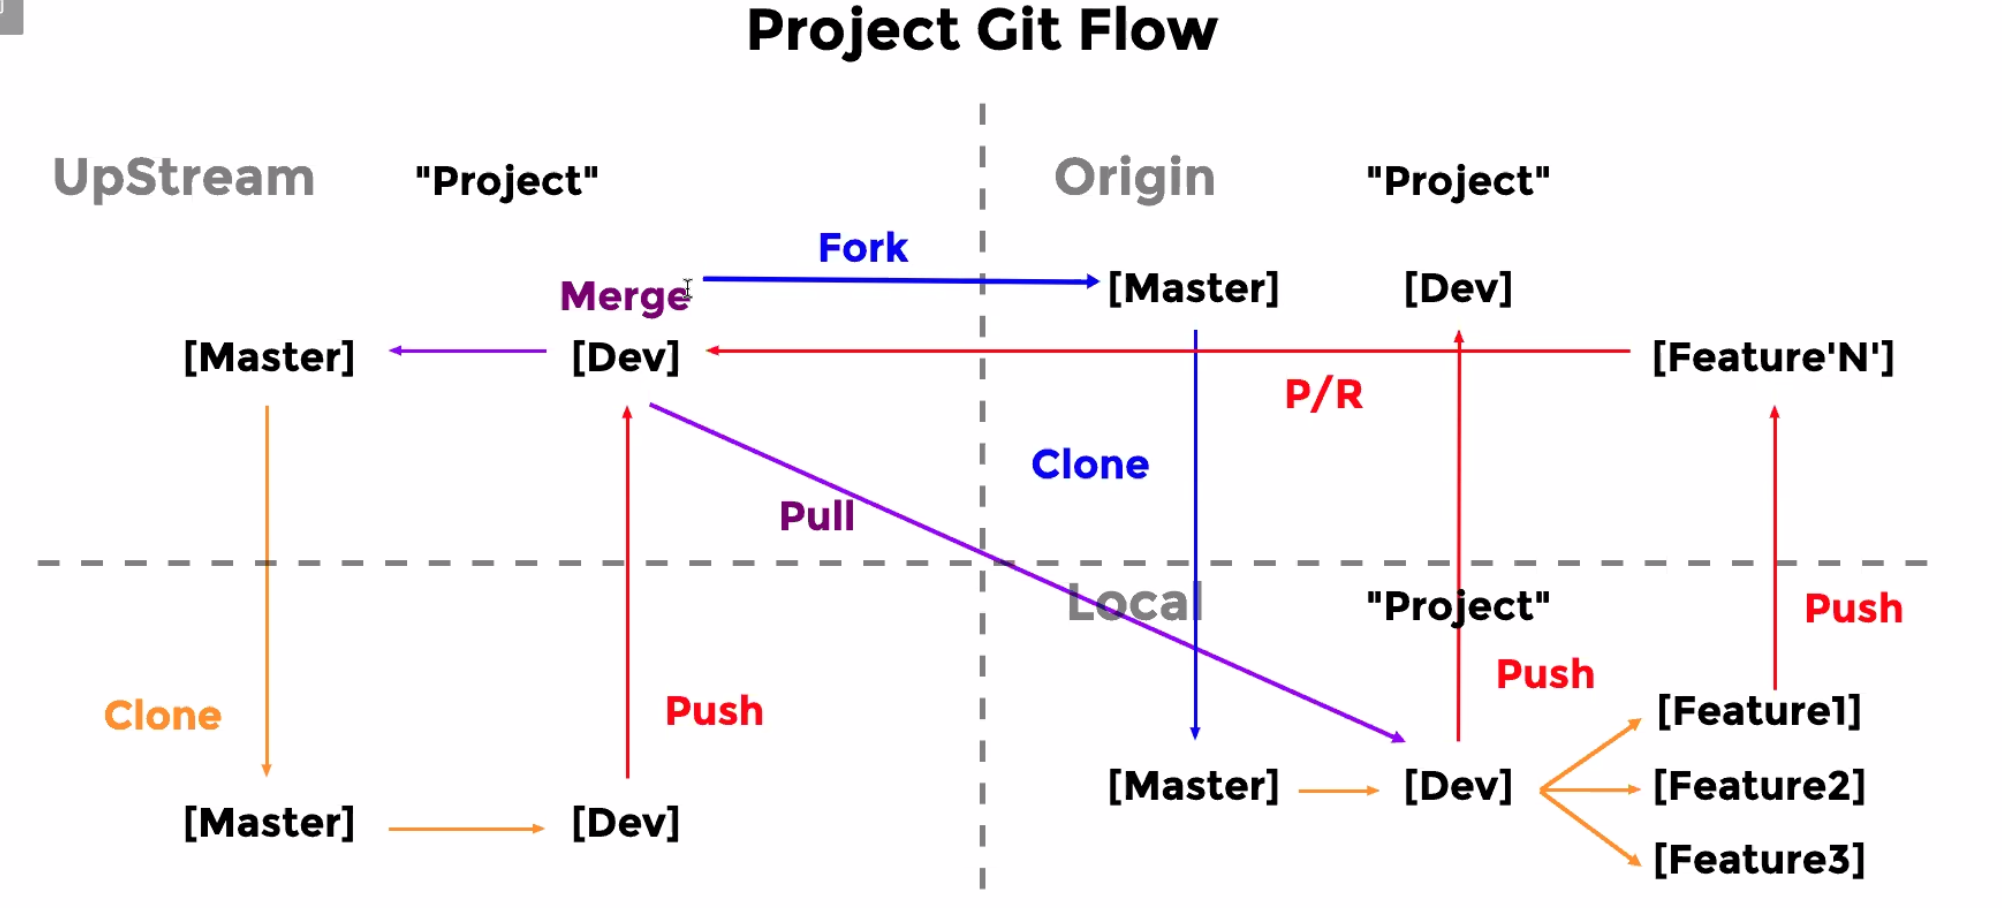 Project Git Flow
UpStream
"Project"
Origin
"Project"
Fork
Merge
[Master]
[Dev]
[Master]
[Dev]
[Feature'N']
P/R
Clone
Pull
Local
"Project"
Push
Push
Clone
Push
[Feature1]
[Master]
[Dev]
[Feature2]
[Master]
[Dev]
[Feature3]